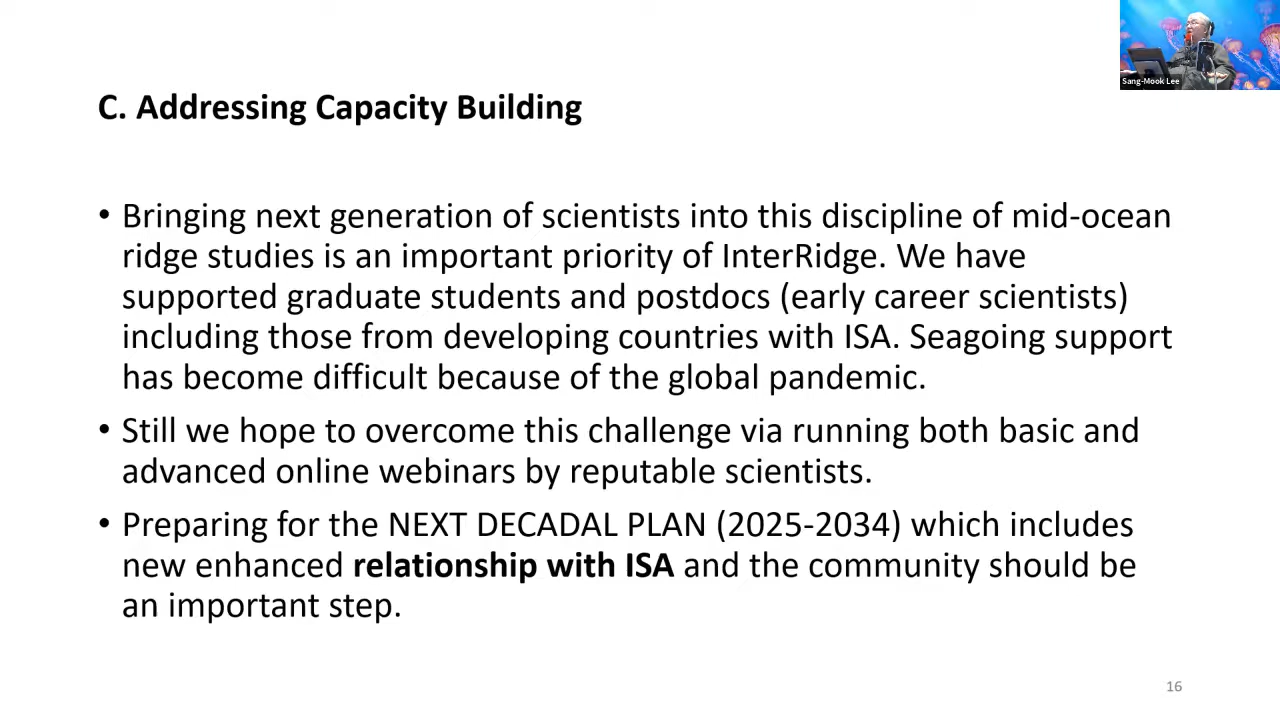 Sang-Mook Lee
C. Addressing Capacity Building
• Bringing next generation of scientists into this discipline of mid-ocean
ridge studies is an important priority of InterRidge. We have
supported graduate students and postdocs (early career scientists)
including those from developing countries with ISA. Seagoing support
has become difficult because of the global pandemic.
• Still we hope to overcome this challenge via running both basic and
advanced online webinars by reputable scientists.
• Preparing for the NEXT DECADAL PLAN (2025-2034) which includes
new enhanced relationship with ISA and the community should be
an important step.
16